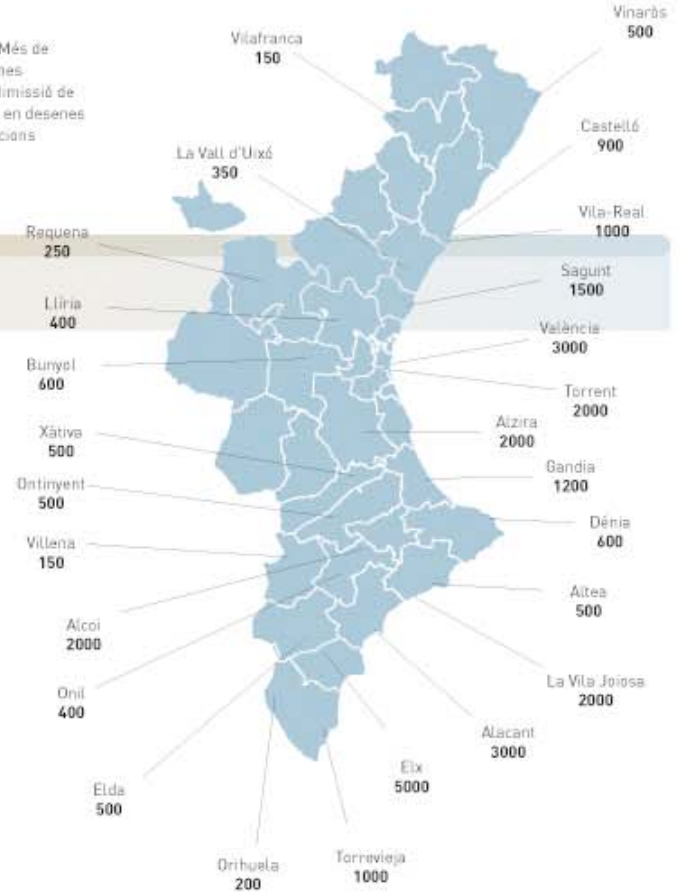 Més de
nes
dimissió de
en desenes
cions
Vinaròs
500
Vilafranca
150
Castelló
900
La Vall d'Uixó
350
Vila-Real
1000
Requena
250
Sagunt
1500
Llíria
400
València
3000
Bunyol
600
Torrent
2000
Xàtiva
500
Alzira
2000
Gandia
1200
Ontinyent
500
Dénia
600
Villena
150
Altea
500
Alcoi
2000
La Vila Joiosa
2000
Onil
400
Alacant
3000
Elx
5000
Elda
500
Orihuela
200
Torrevieja
1000